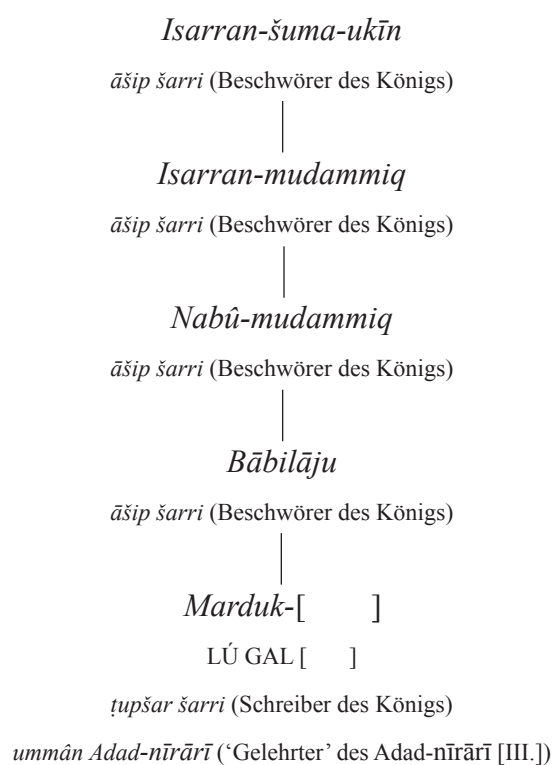 Isarran-šuma-ukīn
āšip šarri (Beschwörer des Königs)
Isarran-mudammiq
āšip šarri (Beschwörer des Königs)
Nabû-mudammiq
āšip šarri (Beschwörer des Königs)
Bābilāju
āšip šarri (Beschwörer des Königs)
Marduk-[ ]
LÚ GAL [ ]
ṭupšar šarri (Schreiber des Königs)
ummân Adad-nīrārī (‘Gelehrter’ des Adad-nīrārī [III.])